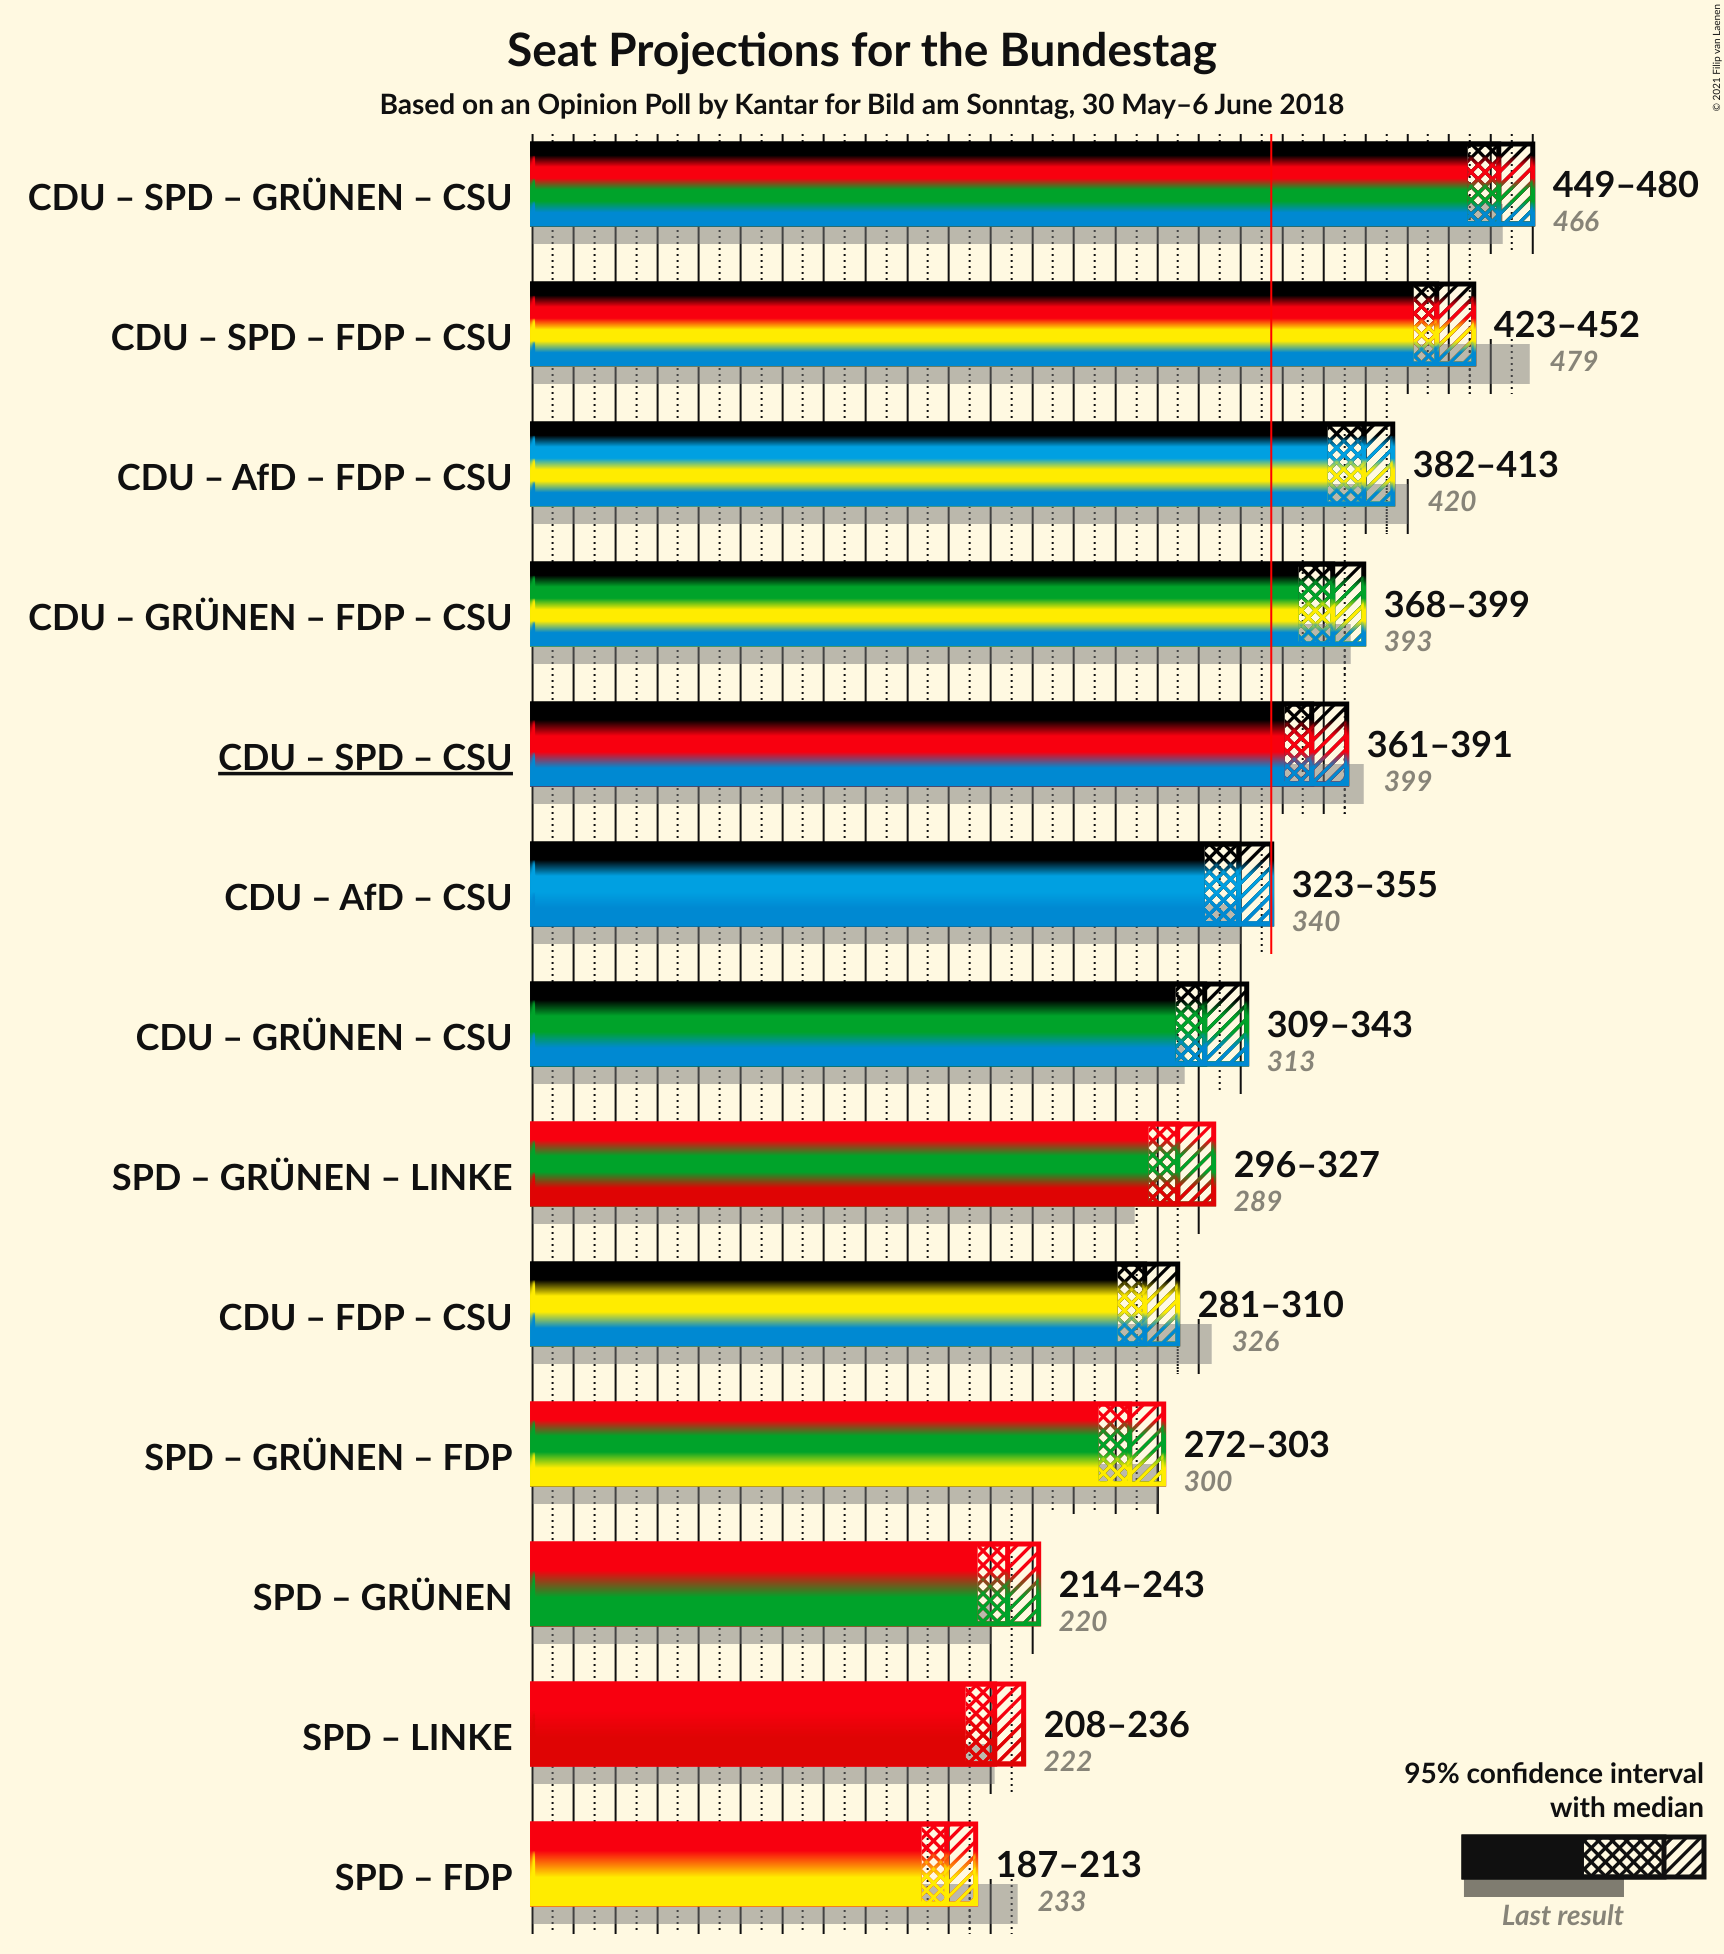 Seat Projections for the Bundestag
Based on an Opinion Poll by Kantar for Bild am Sonntag, 30 May–6 June 2018
© 2021 Filip van Laenen
CDU – SPD – GRÜNEN – CSU
449–480
466
CDU – SPD – FDP – CSU
423–452
479
CDU – AfD – FDP – CSU
382–413
420
CDU – GRÜNEN – FDP – CSU
368–399
393
CDU – SPD – CSU
361–391
399
CDU – AfD – CSU
323–355
340
CDU – GRÜNEN – CSU
309–343
313
SPD – GRÜNEN – LINKE
296–327
289
CDU – FDP – CSU
281–310
326
SPD – GRÜNEN – FDP
272–303
300
SPD – GRÜNEN
214–243
220
SPD – LINKE
208–236
222
SPD – FDP
187–213
233
95% confidence interval
with median
Last result